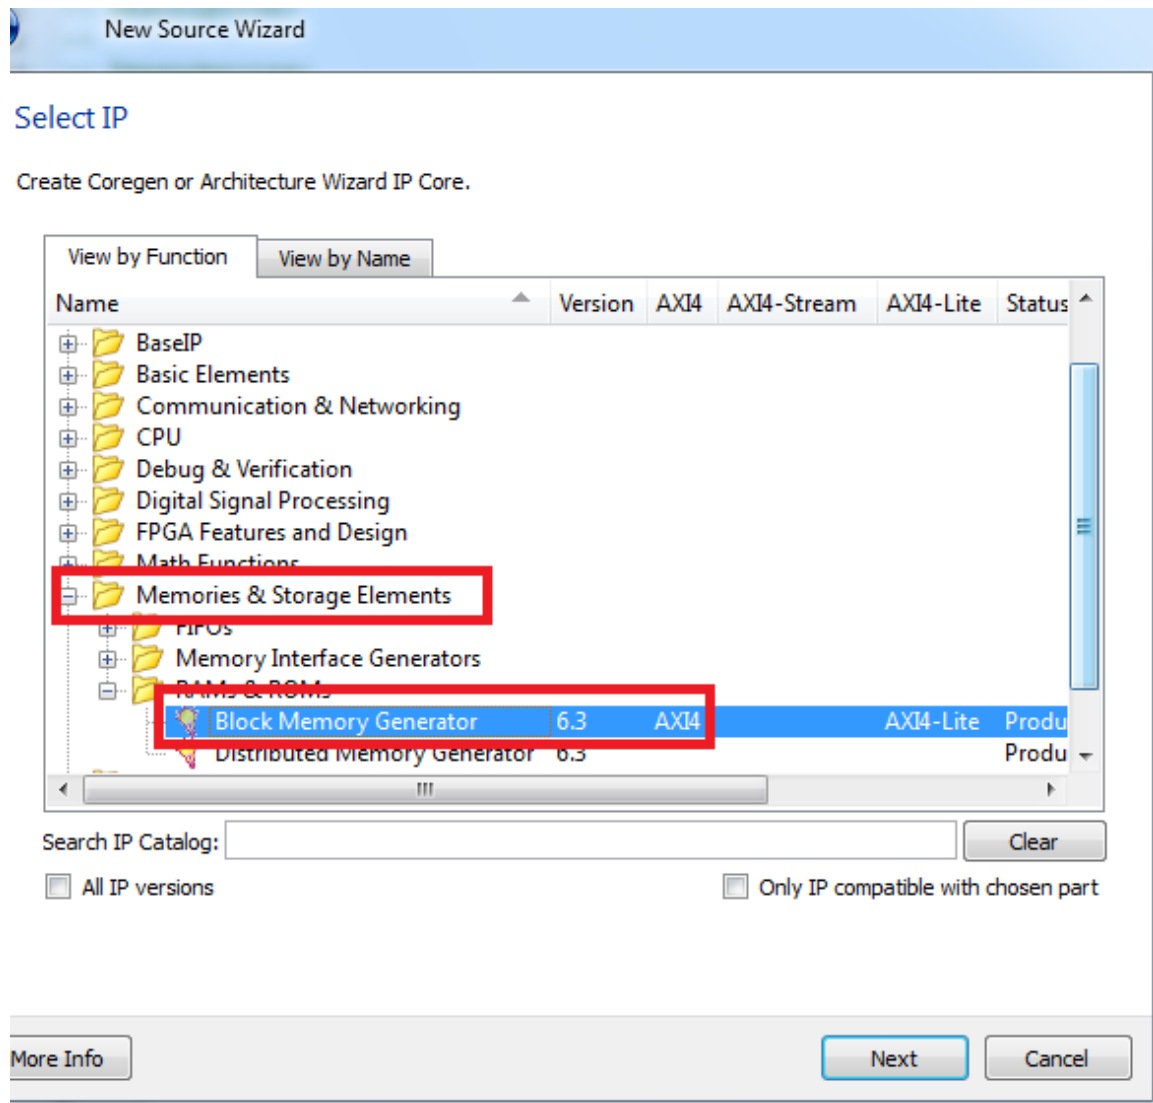 New Source Wizard
Select IP
Create Coregen or Architecture Wizard IP Core.
View by Function View by Name
Name Version AXI4 AXI4-Stream AXI4-Lite Status
BaseIP
Basic Elements
Communication & Networking
CPU
Debug & Verification
Digital Signal Processing
FPGA Features and Design
Math Functions
Memories & Storage Elements
FIFOs
Memory Interface Generators
RAMs & ROMs
Block Memory Generator 6.3 AXI4 AXI4-Lite Produ
Distributed Memory Generator 6.3 Produ
Search IP Catalog: Clear
All IP versions Only IP compatible with chosen part
More Info Next Cancel